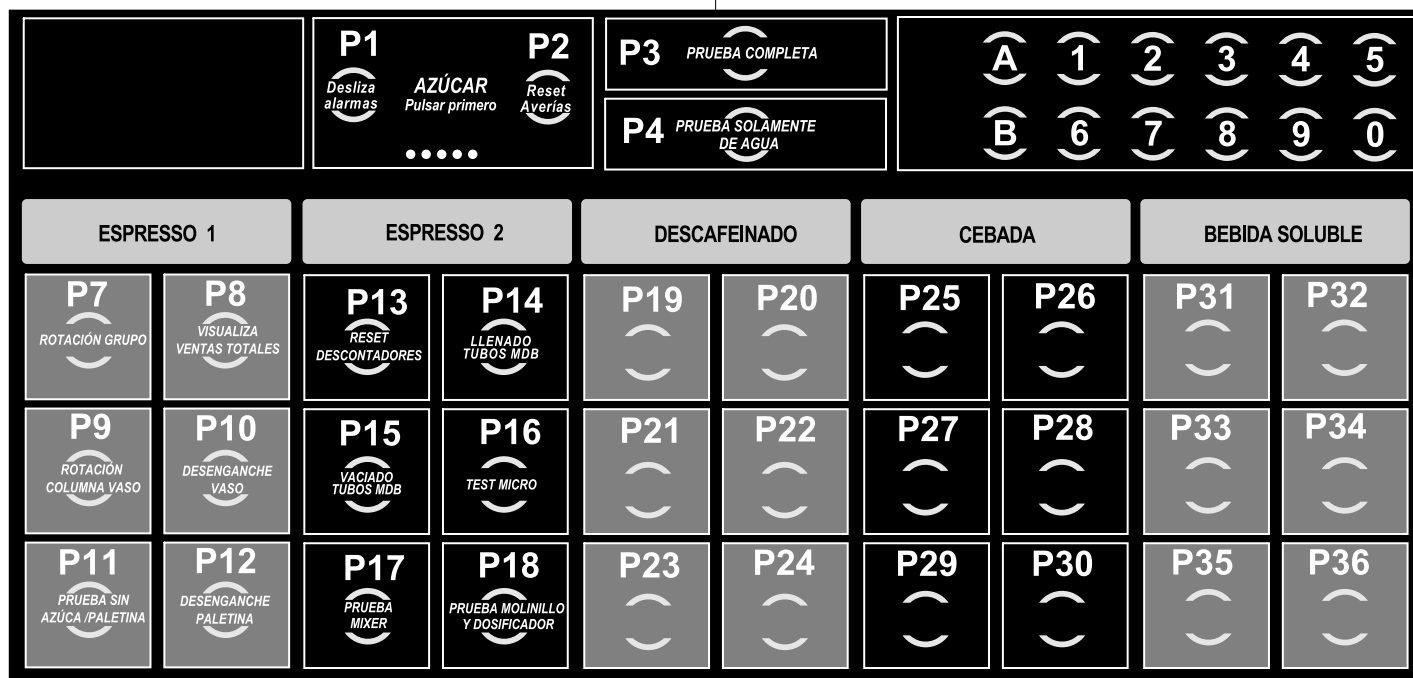 P1
P2
Desliza
alarmas
AZÚCAR
Pulsar primero
Reset
Averías
P3
PRUEBA COMPLETA
P4
PRUEBA SOLAMENTE
DE AGUA
A 1 2 3 4 5
B 6 7 8 9 0
ESPRESSO 1
ESPRESSO 2
DESCAFEINADO
CEBADA
BEBIDA SOLUBLE
P7
ROTACIÓN GRUPO
P8
VISUALIZA
VENTAS TOTALES
P13
RESET
DESCONTADORES
P14
LLENADO
TUBOS MDB
P19
P20
P25
P26
P31
P32
P9
ROTACIÓN
COLUMNA VASO
P10
DESENGANCHE
VASO
P15
VACIADO
TUBOS MDB
P16
TEST MICRO
P21
P22
P27
P28
P33
P34
P11
PRUEBA SIN
AZÚCA /PALETINA
P12
DESENGANCHE
PALETINA
P17
PRUEBA
MIXER
P18
PRUEBA MOLINILLO
Y DOSIFICADOR
P23
P24
P29
P30
P35
P36